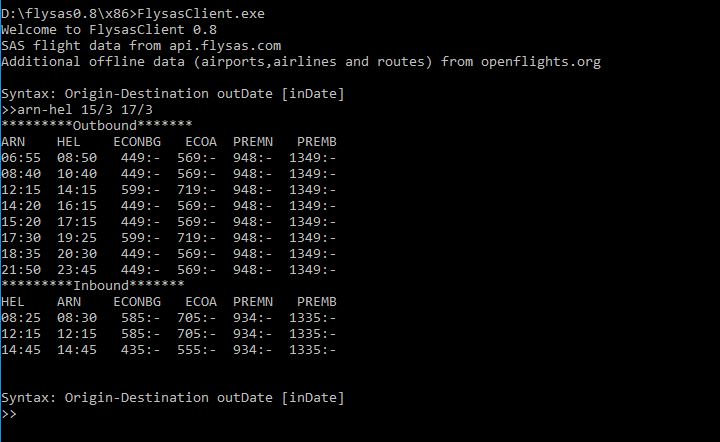 D:\flysas0.8\x86>FlysasClient.exe
Welcome to FlysasClient 0.8
SAS flight data from api.flysas.com
Additional offline data (airports,airlines and routes) from openflights.org
Syntax: Origin-Destination outDate [inDate]
>>arn-hel 15/3 17/3
*********Outbound*******
ARN HEL ECONBG ECOA PREMN PREMB
06:55 08:50 449:- 569:- 948:- 1349:-
08:40 10:40 449:- 569:- 948:- 1349:-
12:15 14:15 599:- 719:- 948:- 1349:-
14:20 16:15 449:- 569:- 948:- 1349:-
15:20 17:15 449:- 569:- 948:- 1349:-
17:30 19:25 599:- 719:- 948:- 1349:-
18:35 20:30 449:- 569:- 948:- 1349:-
21:50 23:45 449:- 569:- 948:- 1349:-
*********Inbound*******
HEL ARN ECONBG ECOA PREMN PREMB
08:25 08:30 585:- 705:- 934:- 1335:-
12:15 12:15 585:- 705:- 934:- 1335:-
14:45 14:45 435:- 555:- 934:- 1335:-
Syntax: Origin-Destination outDate [inDate]
>>